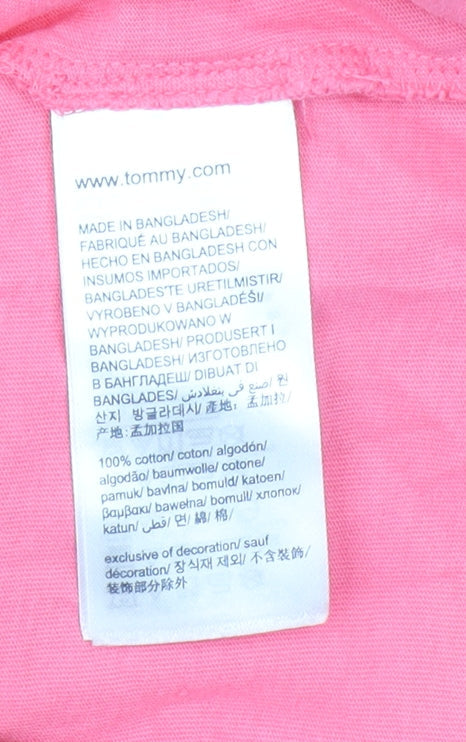 www.tommy.com
MADE IN BANGLADESH/
FABRIQUÉ AU BANGLADESH/
HECHO EN BANGLADESH CON
INSUMOS IMPORTADOS/
BANGLADEŞ'TE URETILMISTIR/
VYROBENO V BANGLADÉŠI/
WYPRODUKOWANO W
BANGLADESH/ PRODUSERT I
BANGLADESH/ ИЗГОТОВЛЕНО
В БАНГЛАДЕШ/ DIBUAT DI
BANGLADES/ صنع في بنغلادش/ 원
산지 방글라데시/ 產地: 孟加拉/
产地: 孟加拉国
100% cotton/ coton/ algodón/
algodão/ baumwolle/ cotone/
pamuk/ bavlna/ bomuld/ katoen/
βαμβακι/ bawełna/ bomull/ хлопок/
katun/ قطن/ 면/ 綿/ 棉/
exclusive of decoration/ sauf
décoration/ 장식재 제외/ 不含裝飾/
装饰部分除外